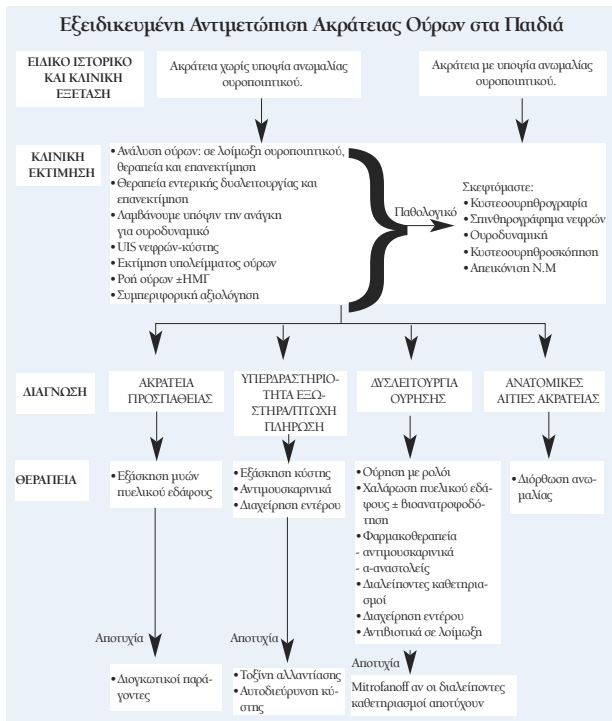 Εξειδικευμένη Αντιμετώπιση Ακράτειας Ούρων στα Παιδιά
ΕΙΔΙΚΟ ΙΣΤΟΡΙΚΟ
ΚΑΙ ΚΛΙΝΙΚΗ
ΕΞΕΤΑΣΗ
Ακράτεια χωρίς υποψία ανωμαλίας
ουροποιητικού.
Ακράτεια με υποψία ανωμαλίας
ουροποιητικού.
ΚΛΙΝΙΚΗ
ΕΚΤΙΜΗΣΗ
• Ανάλυση ούρων: σε λοίμωξη ουροποιητικού,
θεραπεία και επανεκτίμηση
• Θεραπεία εντερικής δυσλειτουργίας και
επανεκτίμηση
• Λαμβάνουμε υπόψιν την ανάγκη
για ουροδυναμικό
• UIS νεφρών-κύστης
• Εκτίμηση υπολείμματος ούρων
• Ροή ούρων ±ΗΜΓ
• Συμπεριφορική αξιολόγηση
Παθολογικό
Σκεφτόμαστε:
• Κυστεοουρηθρογραφία
• Σπινθηρογράφημα νεφρών
• Ουροδυναμική
• Κυστεοουρηθροσκόπηση
• Απεικόνιση Ν.Μ
ΔΙΑΓΝΩΣΗ
ΑΚΡΑΤΕΙΑ
ΠΡΟΣΠΑΘΕΙΑΣ
ΥΠΕΡΔΡΑΣΤΗΡΙΟ-
ΤΗΤΑ ΕΞΩ-
ΣΤΗΡΑ/ΠΤΩΧΗ
ΠΛΗΡΩΣΗ
ΔΥΣΛΕΙΤΟΥΡΓΙΑ
ΟΥΡΗΣΗΣ
ΑΝΑΤΟΜΙΚΕΣ
ΑΙΤΙΕΣ ΑΚΡΑΤΕΙΑΣ
ΘΕΡΑΠΕΙΑ
• Εξάσκηση μυών
πυελικού εδάφους
• Εξάσκηση κύστης
• Αντιμουσκαρινικά
• Διαχείρηση εντέρου
• Ούρηση με ρολόι
• Χαλάρωση πυελικού εδά-
φους ± βιοανατροφοδό-
τηση
• Φαρμακοθεραπεία
- αντιμουσκαρινικά
- α-αναστολείς
• Διαλείποντες καθετηρια-
σμοί
• Διαχείρηση εντέρου
• Αντιβιοτικά σε λοίμωξη
• Διόρθωση ανω-
μαλίας
Αποτυχία
Αποτυχία
Αποτυχία
• Διογκωτικοί παρά-
γοντες
• Τοξίνη αλλαντίασης
• Αυτοδιεύρυνση κύ-
στης
Mitrofanoff αν οι διαλείποντες
καθετηριασμοί αποτύχουν